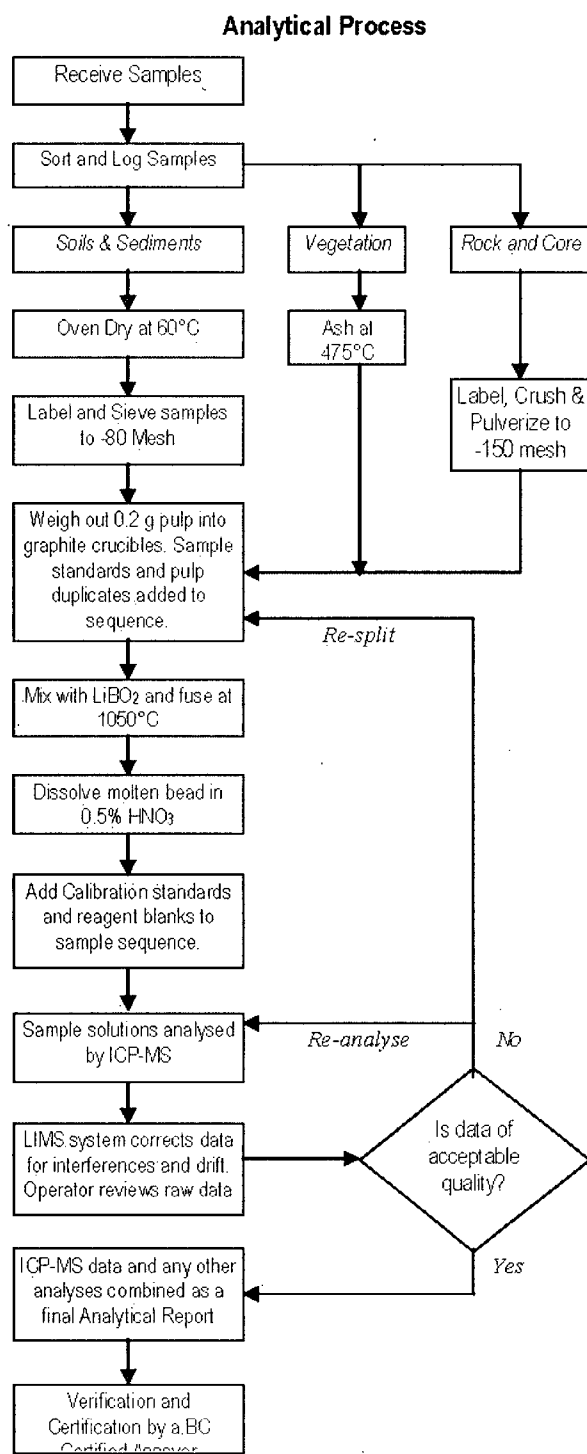 Analytical Process
Receive Samples
Sort and Log Samples
Soils & Sediments
Vegetation
Rock and Core
Oven Dry at 60°C
Ash at
475°C
Label and Sieve samples
to -80 Mesh
Label, Crush &
Pulverize to
-150 mesh
Weigh out 0.2 g pulp into
graphite crucibles. Sample
standards and pulp
duplicates added to
sequence.
Re-split
Mix with LiBO₂ and fuse at
1050°C
Dissolve molten bead in
0.5% HNO₃
Add Calibration standards
and reagent blanks to
sample sequence.
Sample solutions analysed
by ICP-MS
Re-analyse
No
LIMS system corrects data
for interferences and drift.
Operator reviews raw data
Is data of
acceptable
quality?
Yes
ICP-MS data and any other
analyses combined as a
final Analytical Report
Verification and
Certification by a BC
Certified Assayer